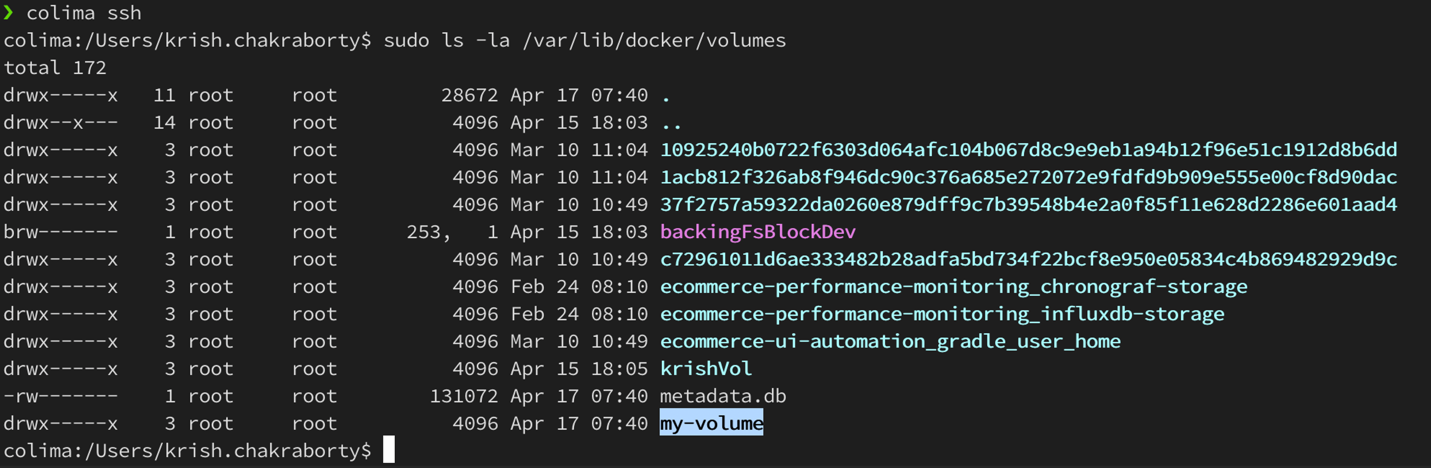 ❯ colima ssh
colima:/Users/krish.chakraborty$ sudo ls -la /var/lib/docker/volumes
total 172
drwx-----x   11 root     root         28672 Apr 17 07:40 .
drwx--x---   14 root     root          4096 Apr 15 18:03 ..
drwx-----x    3 root     root          4096 Mar 10 11:04 10925240b0722f6303d064afc104b067d8c9e9eb1a94b12f96e51c1912d8b6dd
drwx-----x    3 root     root          4096 Mar 10 11:04 1acb812f326ab8f946dc90c376a685e272072e9fdfd9b909e555e00cf8d90dac
drwx-----x    3 root     root          4096 Mar 10 10:49 37f2757a59322da0260e879dff9c7b39548b4e2a0f85f11e628d2286e601aad4
brw-------    1 root     root      253,   1 Apr 15 18:03 backingFsBlockDev
drwx-----x    3 root     root          4096 Mar 10 10:49 c72961011d6ae333482b28adfa5bd734f22bcf8e950e05834c4b869482929d9c
drwx-----x    3 root     root          4096 Feb 24 08:10 ecommerce-performance-monitoring_chronograf-storage
drwx-----x    3 root     root          4096 Feb 24 08:10 ecommerce-performance-monitoring_influxdb-storage
drwx-----x    3 root     root          4096 Mar 10 10:49 ecommerce-ui-automation_gradle_user_home
drwx-----x    3 root     root          4096 Apr 15 18:05 krishVol
-rw-------    1 root     root        131072 Apr 17 07:40 metadata.db
drwx-----x    3 root     root          4096 Apr 17 07:40 my-volume
colima:/Users/krish.chakraborty$